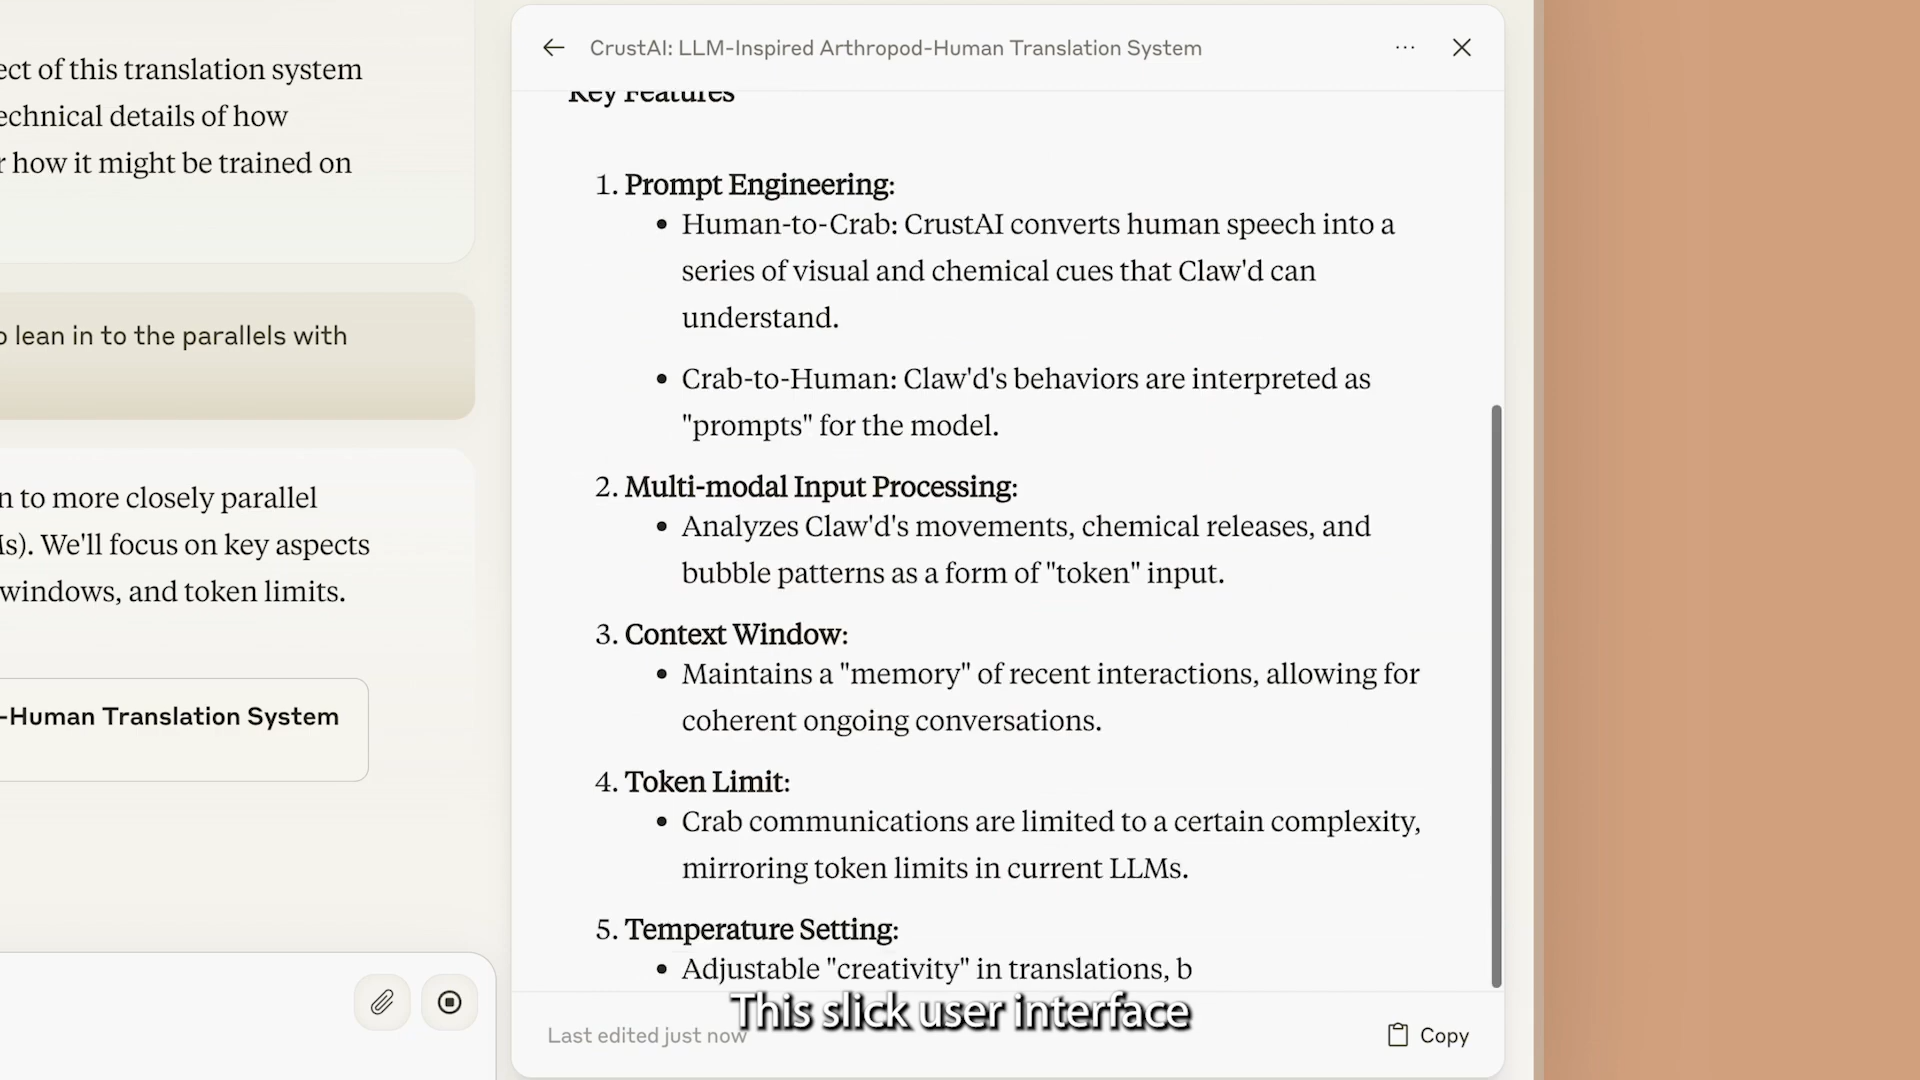 ect of this translation system
echnical details of how
r how it might be trained on
o lean in to the parallels with
n to more closely parallel
Ms). We'll focus on key aspects
windows, and token limits.
-Human Translation System
CrustAI: LLM-Inspired Arthropod-Human Translation System
Key Features
1. Prompt Engineering:
• Human-to-Crab: CrustAI converts human speech into a
series of visual and chemical cues that Claw'd can
understand.
• Crab-to-Human: Claw'd's behaviors are interpreted as
"prompts" for the model.
2. Multi-modal Input Processing:
• Analyzes Claw'd's movements, chemical releases, and
bubble patterns as a form of "token" input.
3. Context Window:
• Maintains a "memory" of recent interactions, allowing for
coherent ongoing conversations.
4. Token Limit:
• Crab communications are limited to a certain complexity,
mirroring token limits in current LLMs.
5. Temperature Setting:
• Adjustable "creativity" in translations, b
This slick user interface
Last edited just now
Copy